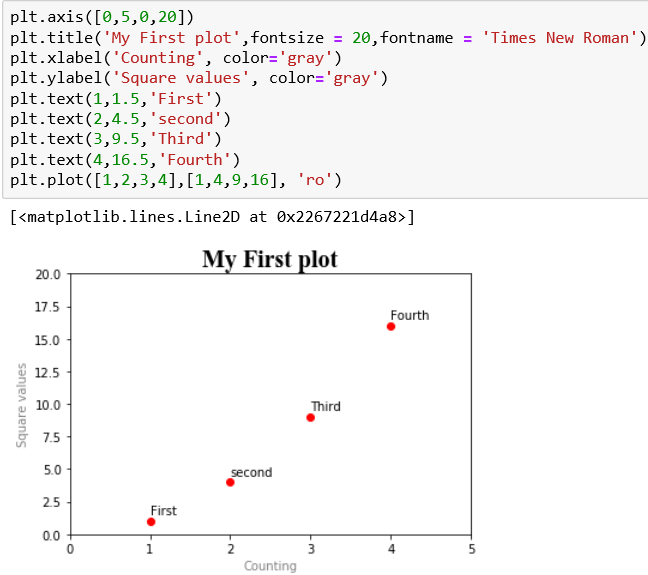 plt.axis([0,5,0,20])
plt.title('My First plot',fontsize = 20,fontname = 'Times New Roman')
plt.xlabel('Counting', color='gray')
plt.ylabel('Square values', color='gray')
plt.text(1,1.5,'First')
plt.text(2,4.5,'second')
plt.text(3,9.5,'Third')
plt.text(4,16.5,'Fourth')
plt.plot([1,2,3,4],[1,4,9,16], 'ro')
[<matplotlib.lines.Line2D at 0x2267221d4a8>]
My First plot
20.0
17.5
Fourth
15.0
12.5
Square values
10.0
Third
7.5
5.0
second
2.5
First
0.0
0 1 2 3 4 5
Counting